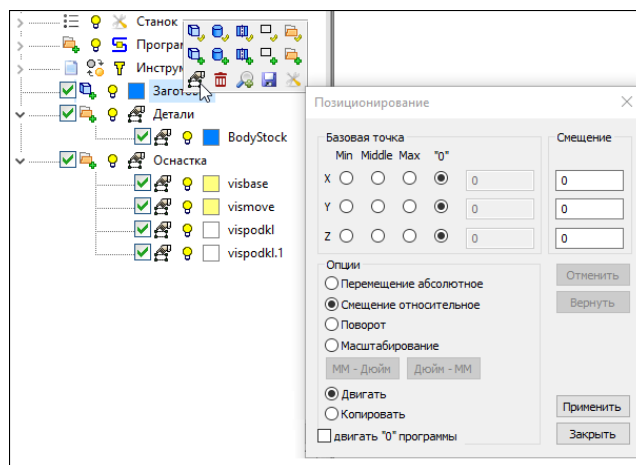 Станок
Програм
Инструм
Заготов
Детали
BodyStock
Оснастка
visbase
vismove
vispodkl
vispodkl.1
Позиционирование
Базовая точка
Смещение
Min Middle Max "0"
X 0 0
Y 0 0
Z 0 0
Опции
Перемещение абсолютное
Смещение относительное
Поворот
Масштабирование
ММ - Дюйм Дюйм - ММ
Двигать
Копировать
двигать "0" программы
Отменить
Вернуть
Применить
Закрыть